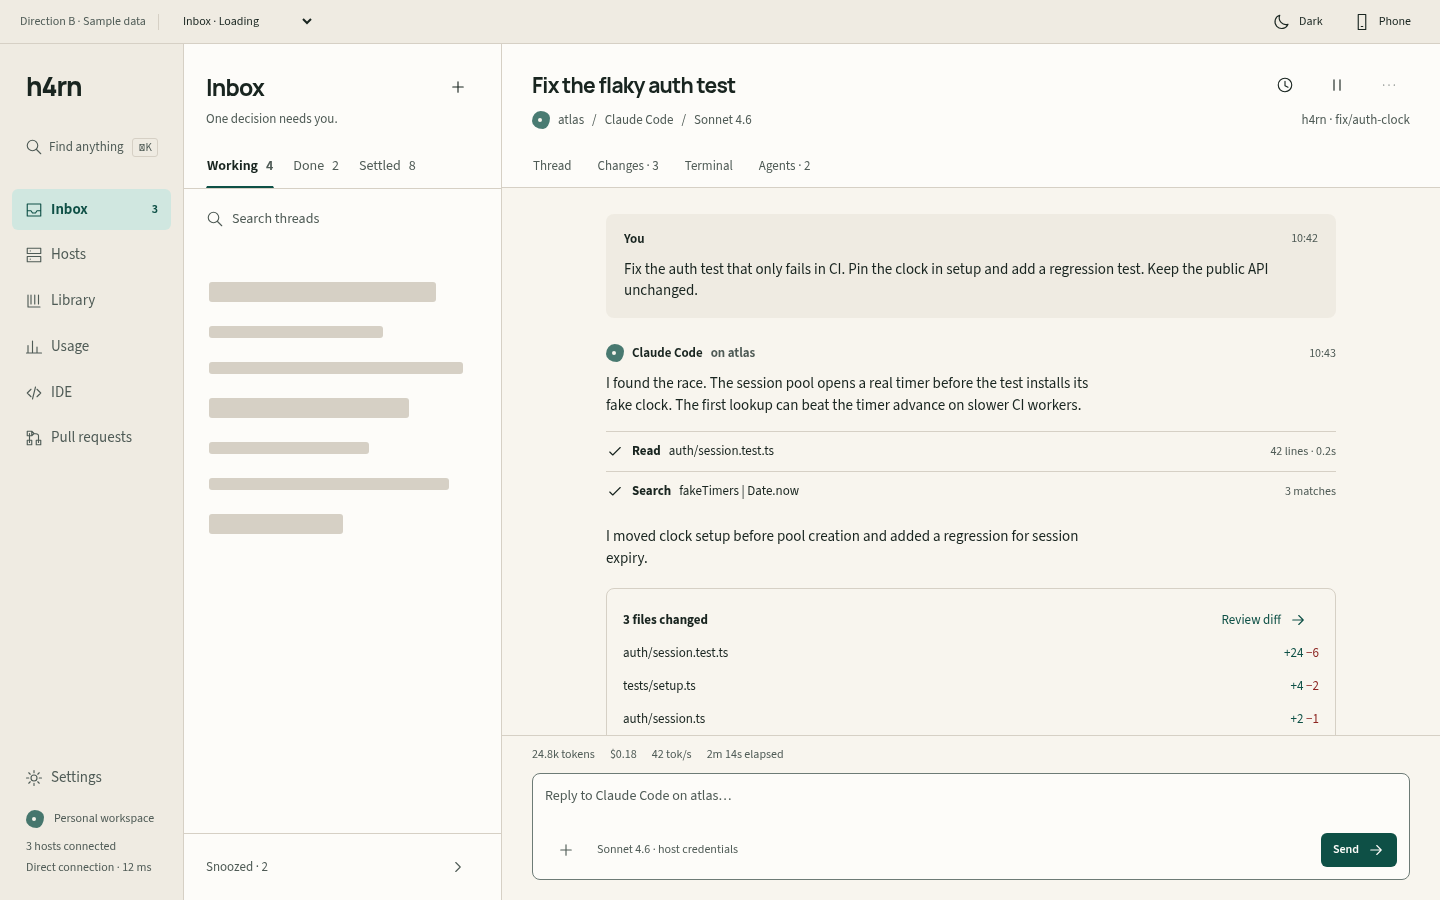 Direction B · Sample data
Inbox · Loading
Dark
Phone
h4rn
Find anything
K
Inbox 3
Hosts
Library
Usage
IDE
Pull requests
Settings
Personal workspace
3 hosts connected
Direct connection · 12 ms
Inbox
One decision needs you.
Working 4
Done 2
Settled 8
Search threads
Snoozed · 2
Fix the flaky auth test
atlas / Claude Code / Sonnet 4.6
h4rn · fix/auth-clock
Thread
Changes · 3
Terminal
Agents · 2
You 10:42
Fix the auth test that only fails in CI. Pin the clock in setup and add a regression test. Keep the public API
unchanged.
Claude Code on atlas 10:43
I found the race. The session pool opens a real timer before the test installs its
fake clock. The first lookup can beat the timer advance on slower CI workers.
Read auth/session.test.ts 42 lines · 0.2s
Search fakeTimers | Date.now 3 matches
I moved clock setup before pool creation and added a regression for session
expiry.
3 files changed Review diff
auth/session.test.ts +24 −6
tests/setup.ts +4 −2
auth/session.ts +2 −1
24.8k tokens $0.18 42 tok/s 2m 14s elapsed
Reply to Claude Code on atlas…
Sonnet 4.6 · host credentials
Send